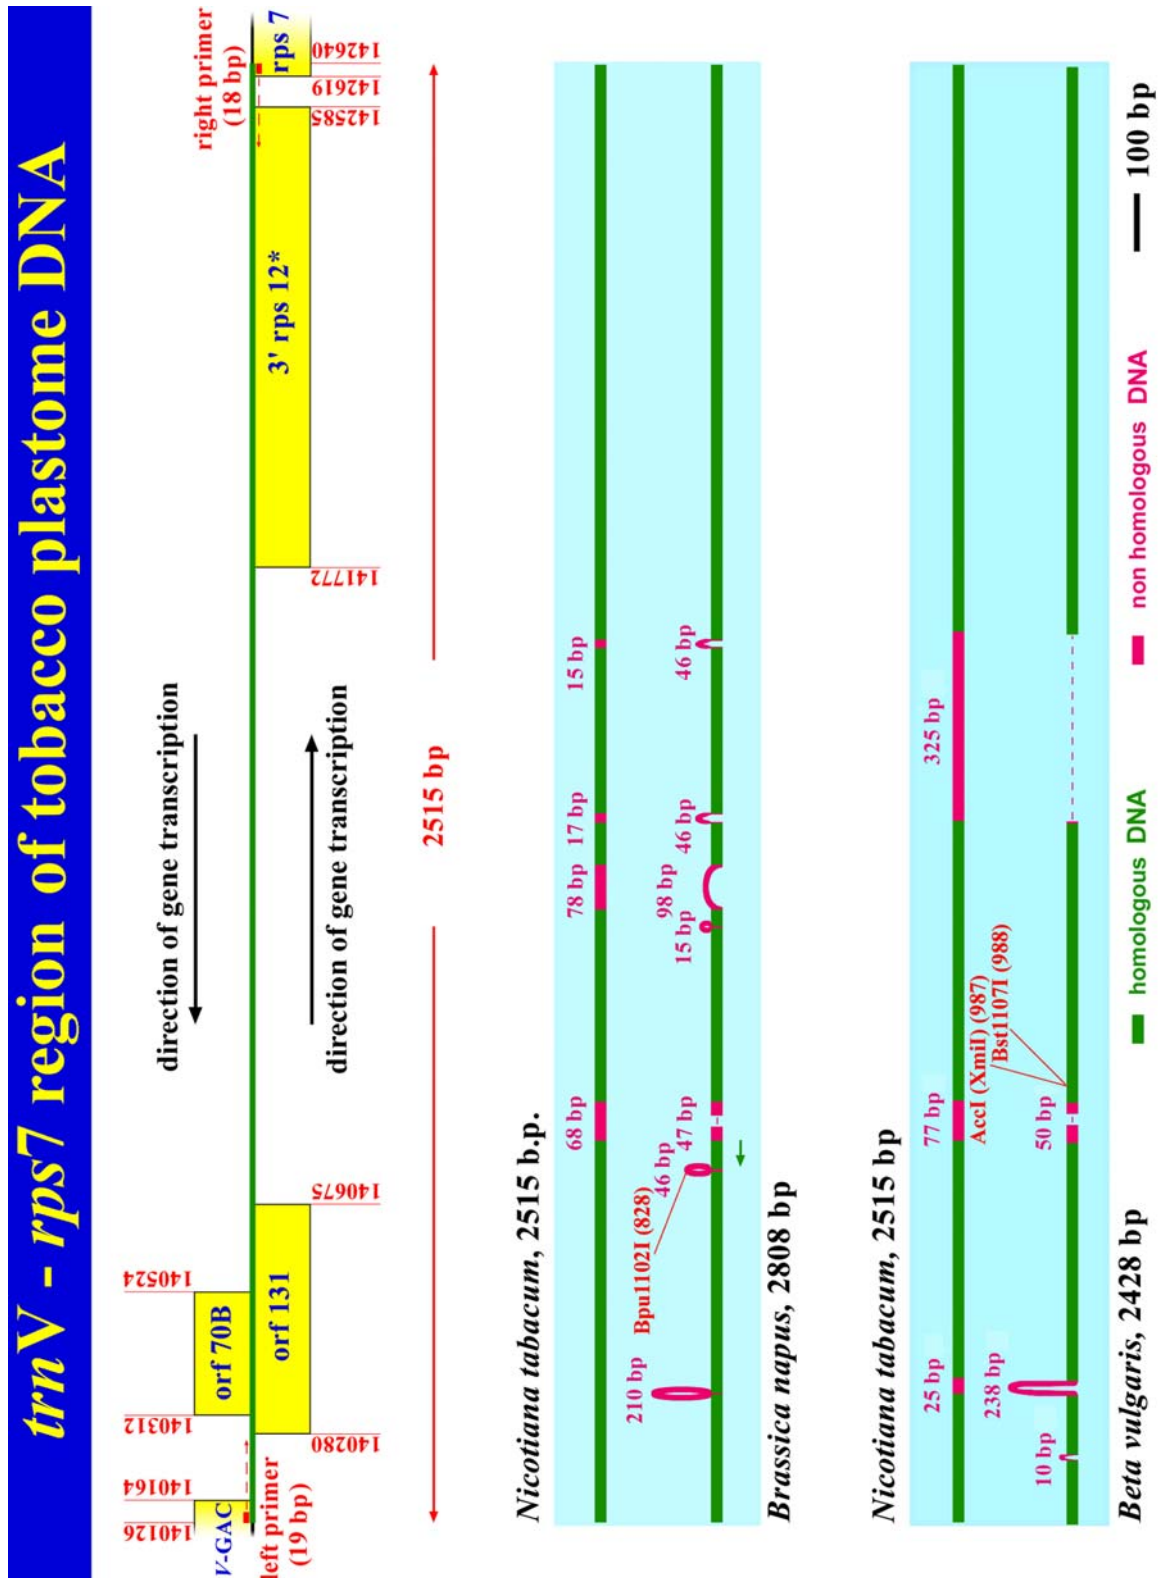 trnV - rps7 region of tobacco plastome DNA
140126
140164
140312
140524
right primer
(18 bp)
direction of gene transcription
V-GAC
orf 70B
orf 131
3' rps 12*
rps 7
left primer
(19 bp)
140280
140675
direction of gene transcription
141772
142585
142619
142640
2515 bp
Nicotiana tabacum, 2515 b.p.
68 bp
78 bp
17 bp
15 bp
210 bp
Bpu1102I (828)
46 bp
47 bp
15 bp
98 bp
46 bp
46 bp
Brassica napus, 2808 bp
Nicotiana tabacum, 2515 bp
25 bp
77 bp
325 bp
AccI (XmiI) (987)
Bst1107I (988)
10 bp
238 bp
50 bp
Beta vulgaris, 2428 bp
homologous DNA
non homologous DNA
100 bp